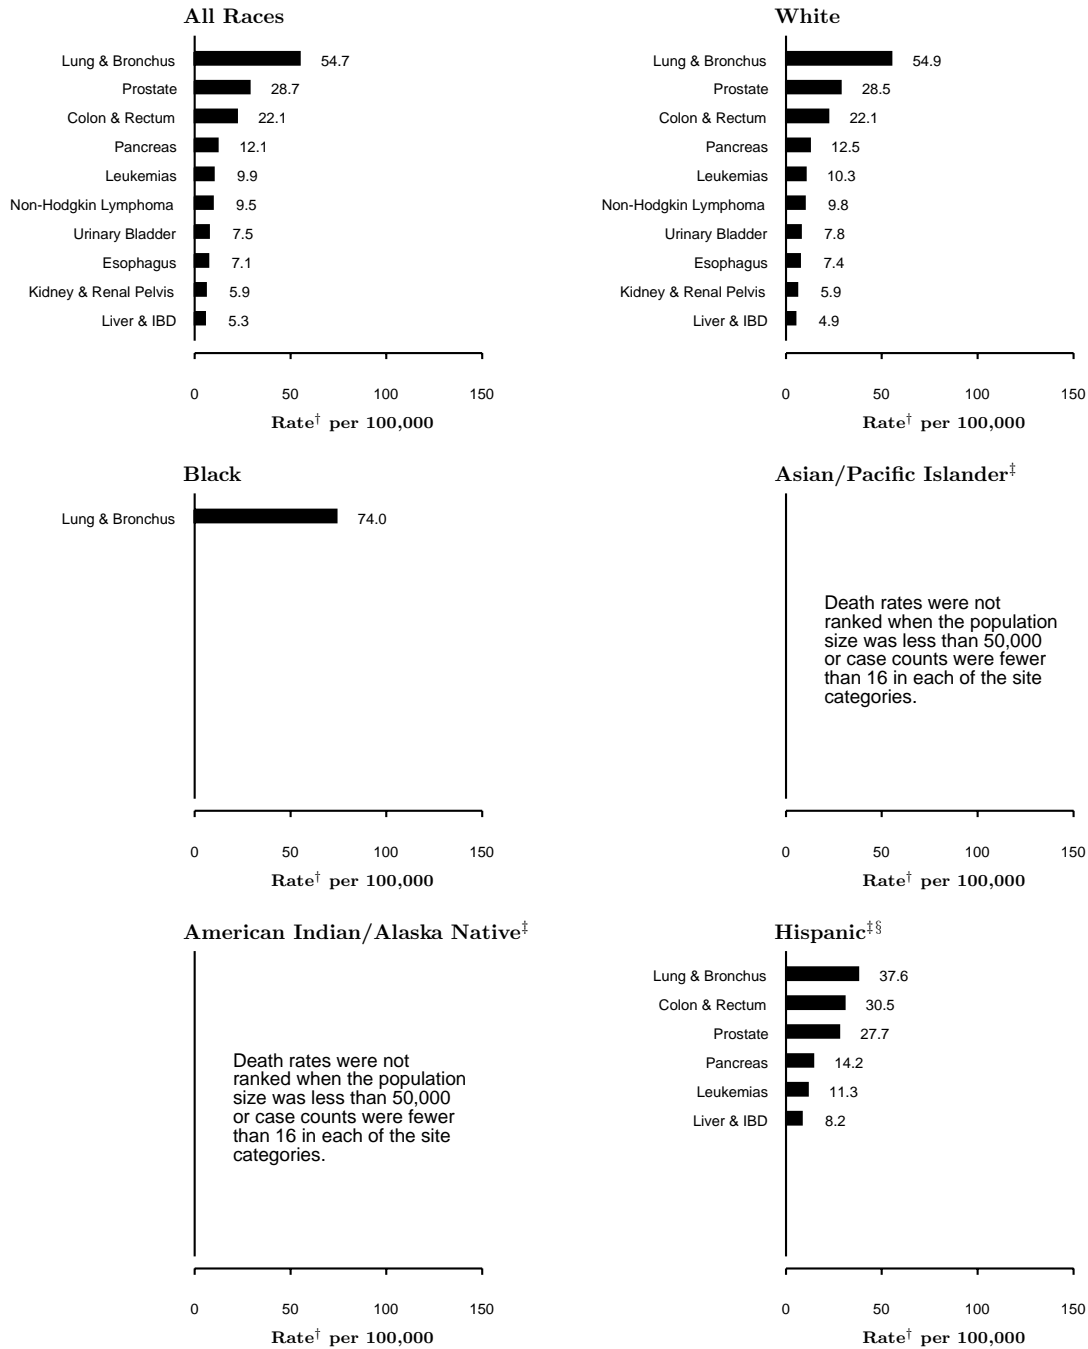 All Races
Lung & Bronchus 54.7
Prostate 28.7
Colon & Rectum 22.1
Pancreas 12.1
Leukemias 9.9
Non-Hodgkin Lymphoma 9.5
Urinary Bladder 7.5
Esophagus 7.1
Kidney & Renal Pelvis 5.9
Liver & IBD 5.3
0 50 100 150
Rate† per 100,000
White
Lung & Bronchus 54.9
Prostate 28.5
Colon & Rectum 22.1
Pancreas 12.5
Leukemias 10.3
Non-Hodgkin Lymphoma 9.8
Urinary Bladder 7.8
Esophagus 7.4
Kidney & Renal Pelvis 5.9
Liver & IBD 4.9
0 50 100 150
Rate† per 100,000
Black
Lung & Bronchus 74.0
0 50 100 150
Rate† per 100,000
Asian/Pacific Islander‡
Death rates were not
ranked when the population
size was less than 50,000
or case counts were fewer
than 16 in each of the site
categories.
0 50 100 150
Rate† per 100,000
American Indian/Alaska Native‡
Death rates were not
ranked when the population
size was less than 50,000
or case counts were fewer
than 16 in each of the site
categories.
0 50 100 150
Rate† per 100,000
Hispanic‡§
Lung & Bronchus 37.6
Colon & Rectum 30.5
Prostate 27.7
Pancreas 14.2
Leukemias 11.3
Liver & IBD 8.2
0 50 100 150
Rate† per 100,000